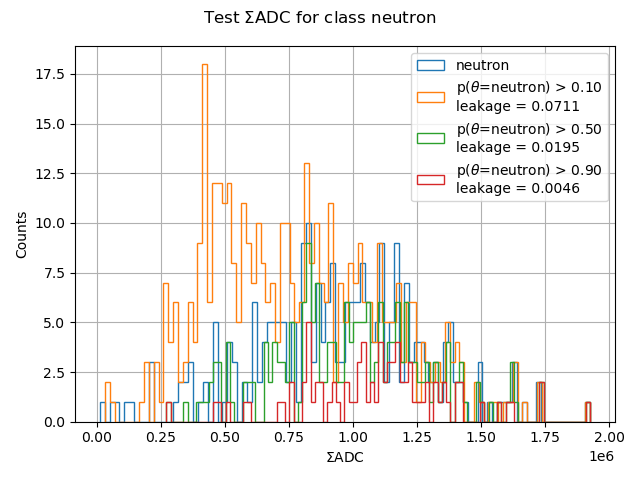 Test ΣADC for class neutron
neutron
p(θ=neutron) > 0.10
leakage = 0.0711
p(θ=neutron) > 0.50
leakage = 0.0195
p(θ=neutron) > 0.90
leakage = 0.0046
Counts
17.5
15.0
12.5
10.0
7.5
5.0
2.5
0.0
0.00 0.25 0.50 0.75 1.00 1.25 1.50 1.75 2.00
1e6
ΣADC